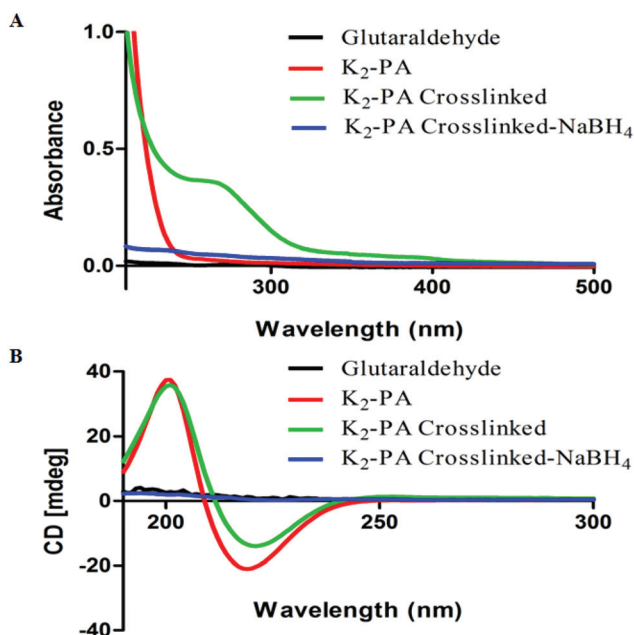 A
Absorbance
1.0
0.5
0.0
300
400
500
Wavelength (nm)
Glutaraldehyde
K₂-PA
K₂-PA Crosslinked
K₂-PA Crosslinked-NaBH₄
B
CD [mdeg]
40
20
0
-20
-40
200
250
300
Wavelength (nm)
Glutaraldehyde
K₂-PA
K₂-PA Crosslinked
K₂-PA Crosslinked-NaBH₄